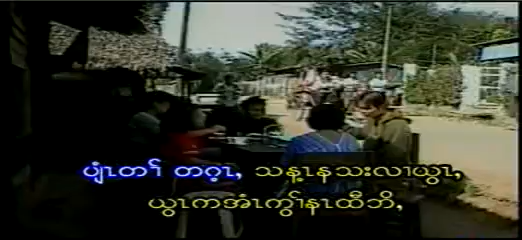 ပျံၤတၢ် တဂ့ၤ, သနၣ်နသးလၢယွၤ,
ယွၤကအံၤကွၢ်နၤထီဘိ,